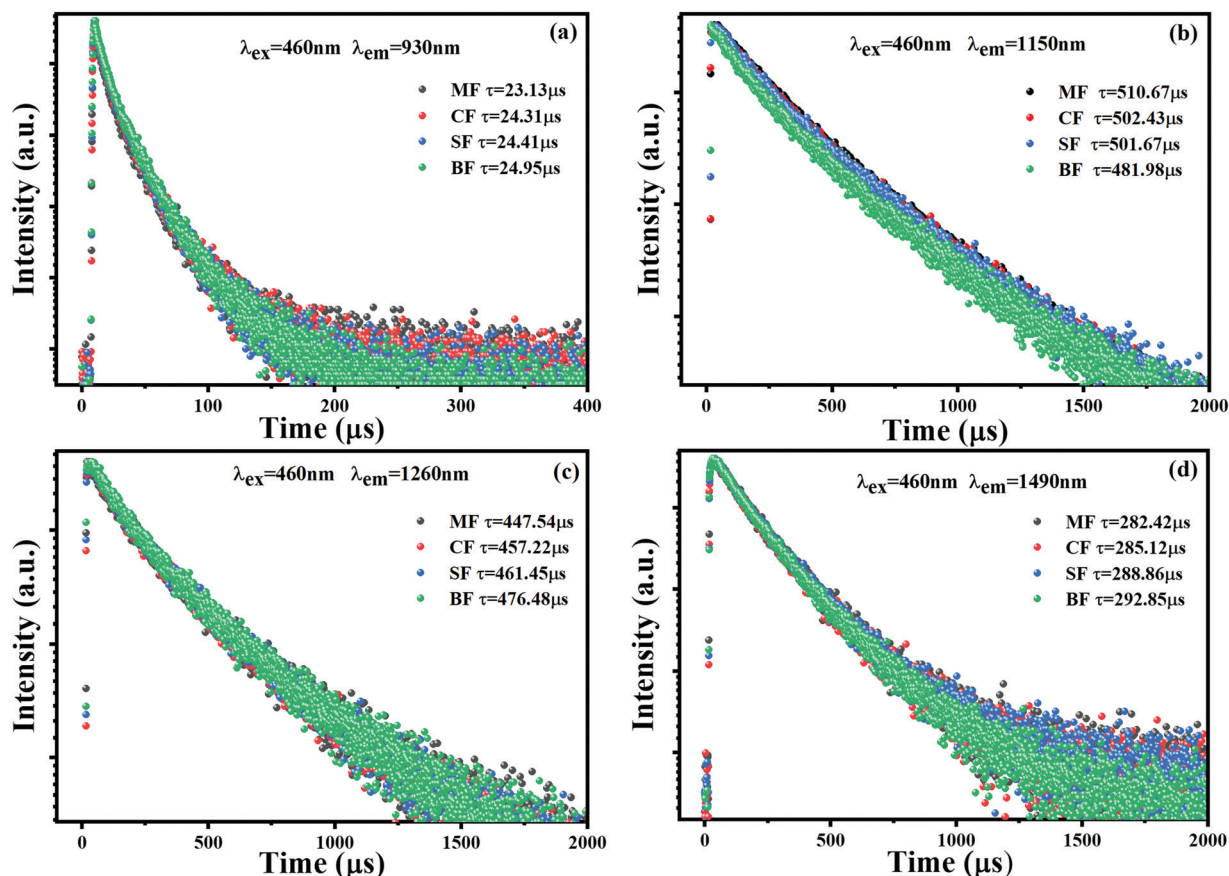 (a)
λex=460nm λem=930nm
MF τ=23.13μs
CF τ=24.31μs
SF τ=24.41μs
BF τ=24.95μs
Intensity (a.u.)
0 100 200 300 400
Time (μs)
(b)
λex=460nm λem=1150nm
MF τ=510.67μs
CF τ=502.43μs
SF τ=501.67μs
BF τ=481.98μs
Intensity (a.u.)
0 500 1000 1500 2000
Time (μs)
(c)
λex=460nm λem=1260nm
MF τ=447.54μs
CF τ=457.22μs
SF τ=461.45μs
BF τ=476.48μs
Intensity (a.u.)
0 500 1000 1500 2000
Time (μs)
(d)
λex=460nm λem=1490nm
MF τ=282.42μs
CF τ=285.12μs
SF τ=288.86μs
BF τ=292.85μs
Intensity (a.u.)
0 500 1000 1500 2000
Time (μs)